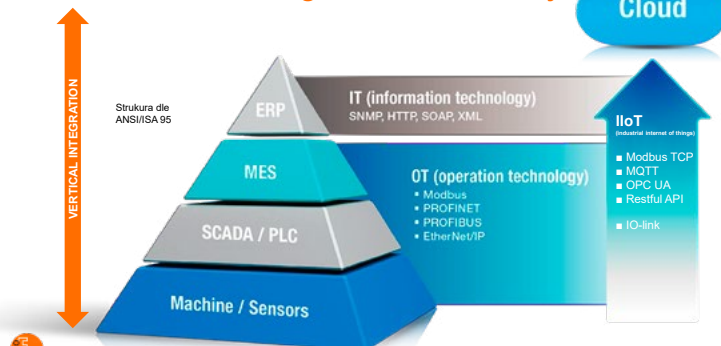 Cloud
VERTICAL INTEGRATION
Strukura dle
ANSI/ISA 95
ERP
MES
SCADA / PLC
Machine / Sensors
IT (information technology)
SNMP, HTTP, SOAP, XML
OT (operation technology)
▪ Modbus
▪ PROFINET
▪ PROFIBUS
▪ EtherNet/IP
IIoT
(industrial internet of things)
■ Modbus TCP
■ MQTT
■ OPC UA
■ Restful API
■ IO-link